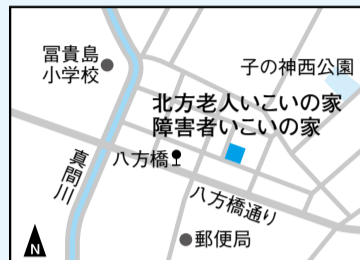 冨貴島
小学校
子の神西公園
北方老人いこいの家
障害者いこいの家
真間川
八方橋
八方橋通り
郵便局
N